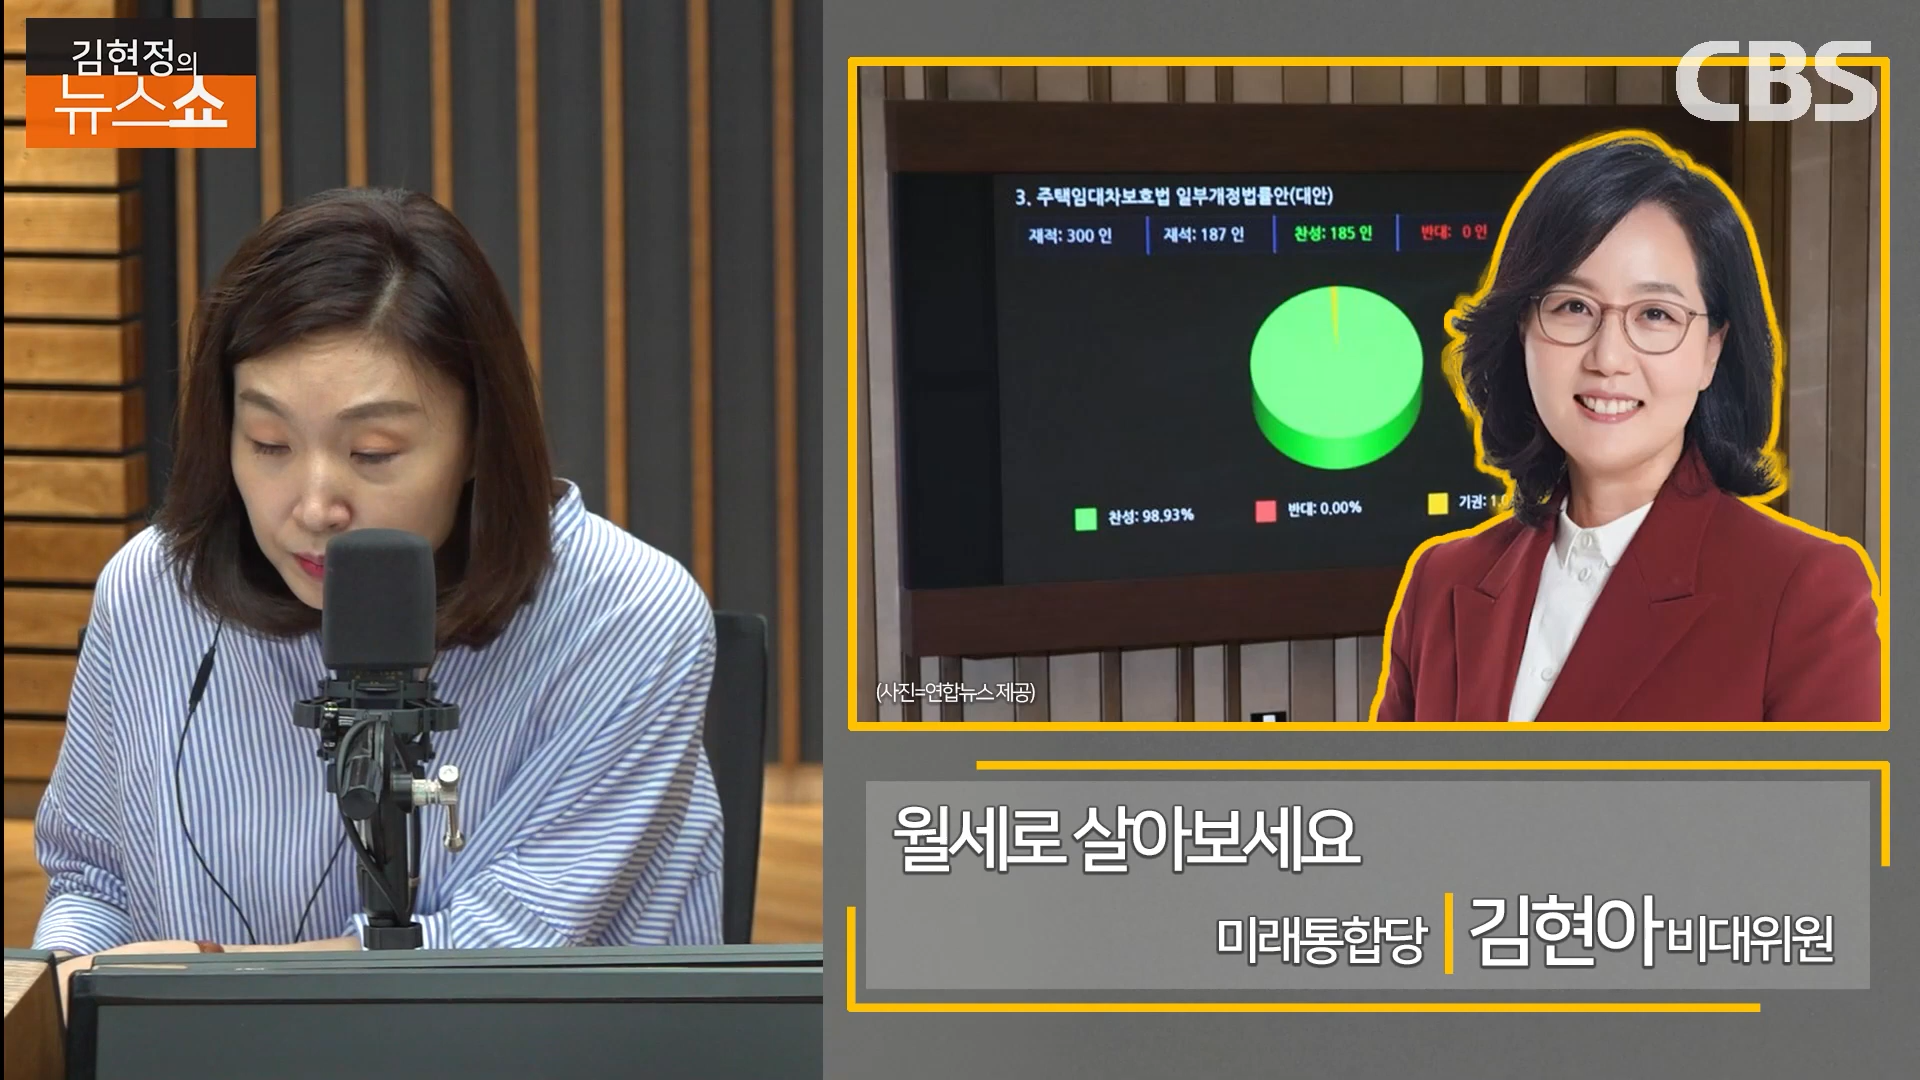 김현정의
뉴스쇼
CBS
3. 주택임대차보호법 일부개정법률안(대안)
재적: 300 인 재석: 187 인 찬성: 185 인 반대: 0 인
찬성: 98.93% 반대: 0.00% 기권: 1.0
(사진=연합뉴스 제공)
월세로 살아보세요
미래통합당 김현아 비대위원